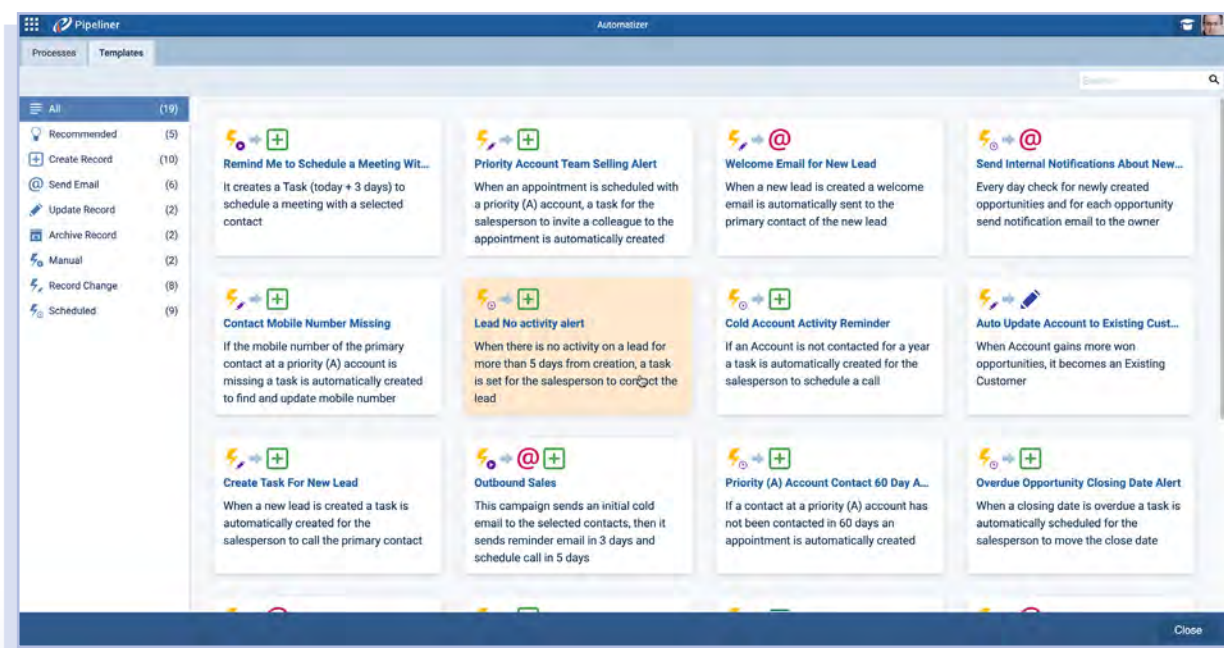 Pipeliner
Automatizer
Processes
Templates
Search
All (19)
Recommended (5)
Create Record (10)
Send Email (6)
Update Record (2)
Archive Record (2)
Manual (2)
Record Change (8)
Scheduled (9)
Remind Me to Schedule a Meeting Wit...
It creates a Task (today + 3 days) to
schedule a meeting with a selected
contact
Priority Account Team Selling Alert
When an appointment is scheduled with
a priority (A) account, a task for the
salesperson to invite a colleague to the
appointment is automatically created
Welcome Email for New Lead
When a new lead is created a welcome
email is automatically sent to the
primary contact of the new lead
Send Internal Notifications About New...
Every day check for newly created
opportunities and for each opportunity
send notification email to the owner
Contact Mobile Number Missing
If the mobile number of the primary
contact at a priority (A) account is
missing a task is automatically created
to find and update mobile number
Lead No activity alert
When there is no activity on a lead for
more than 5 days from creation, a task
is set for the salesperson to contact the
lead
Cold Account Activity Reminder
If an Account is not contacted for a year
a task is automatically created for the
salesperson to schedule a call
Auto Update Account to Existing Cust...
When Account gains more won
opportunities, it becomes an Existing
Customer
Create Task For New Lead
When a new lead is created a task is
automatically created for the
salesperson to call the primary contact
Outbound Sales
This campaign sends an initial cold
email to the selected contacts, then it
sends reminder email in 3 days and
schedule call in 5 days
Priority (A) Account Contact 60 Day A...
If a contact at a priority (A) account has
not been contacted in 60 days an
appointment is automatically created
Overdue Opportunity Closing Date Alert
When a closing date is overdue a task is
automatically scheduled for the
salesperson to move the close date
Close